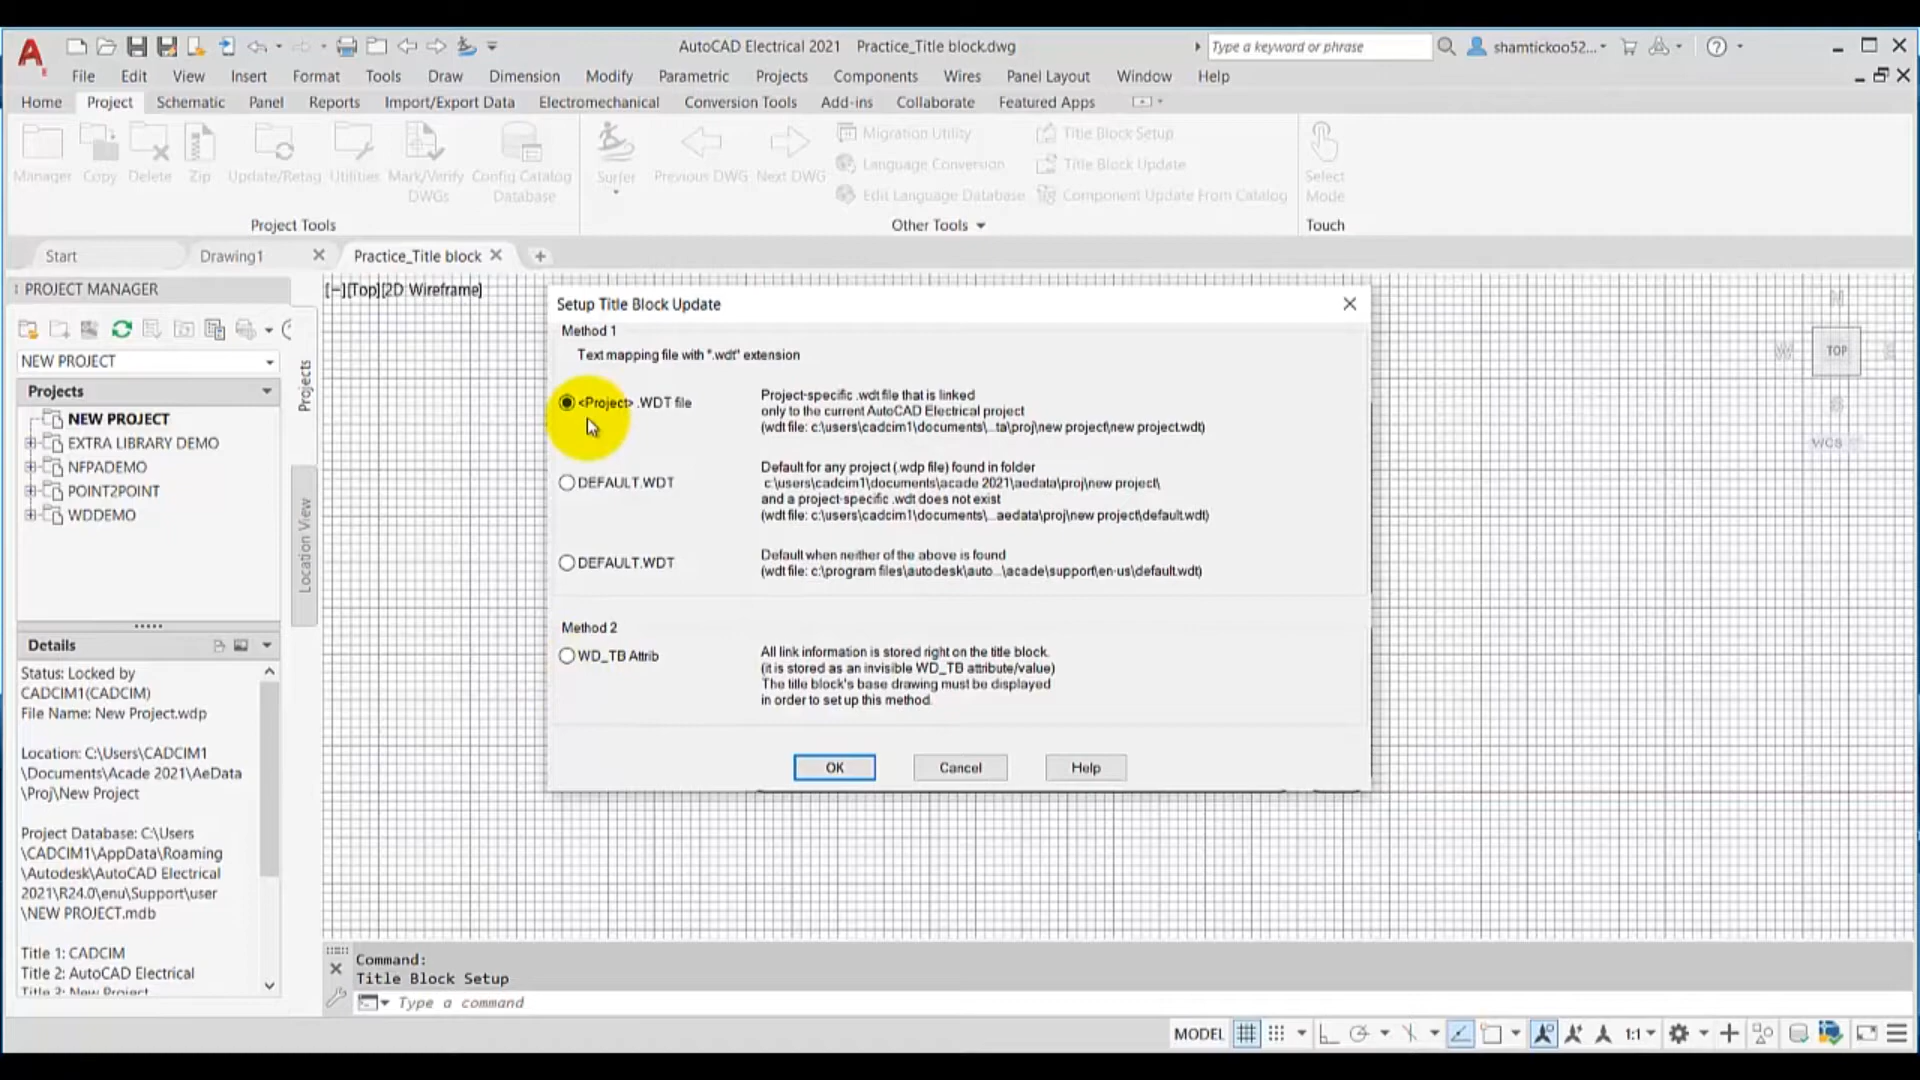 AutoCAD Electrical 2021 Practice_Title block.dwg
Type a keyword or phrase
shamtickoo52...
File Edit View Insert Format Tools Draw Dimension Modify Parametric Projects Components Wires Panel Layout Window Help
Home Project Schematic Panel Reports Import/Export Data Electromechanical Conversion Tools Add-ins Collaborate Featured Apps
Manager Copy Delete Zip Update/Retag Utilities Mark/Verify DWGs Config Catalog Database
Surfer Previous DWG Next DWG
Migration Utility
Language Conversion
Edit Language Database
Title Block Setup
Title Block Update
Component Update From Catalog
Select Mode
Project Tools
Other Tools
Touch
Start Drawing1 Practice_Title block
PROJECT MANAGER
NEW PROJECT
Projects
NEW PROJECT
EXTRA LIBRARY DEMO
NFPADEMO
POINT2POINT
WDDEMO
Projects
Location View
Details
Status: Locked by
CADCIM1(CADCIM)
File Name: New Project.wdp
Location: C:\Users\CADCIM1
\Documents\Acade 2021\AeData
\Proj\New Project
Project Database: C:\Users
\CADCIM1\AppData\Roaming
\Autodesk\AutoCAD Electrical
2021\R24.0\enu\Support\user
\NEW PROJECT.mdb
Title 1: CADCIM
Title 2: AutoCAD Electrical
Title 3: New Project
[−][Top][2D Wireframe]
Setup Title Block Update
Method 1
Text mapping file with "*.wdt" extension
<Project> .WDT file
Project-specific .wdt file that is linked
only to the current AutoCAD Electrical project
(wdt file: c:\users\cadcim1\documents\...ta\proj\new project\new project.wdt)
DEFAULT.WDT
Default for any project (.wdp file) found in folder
c:\users\cadcim1\documents\acade 2021\aedata\proj\new project\
and a project-specific .wdt does not exist
(wdt file: c:\users\cadcim1\documents\...aedata\proj\new project\default.wdt)
DEFAULT.WDT
Default when neither of the above is found
(wdt file: c:\program files\autodesk\auto...\acade\support\en-us\default.wdt)
Method 2
WD_TB Attrib
All link information is stored right on the title block.
(it is stored as an invisible WD_TB attribute/value)
The title block's base drawing must be displayed
in order to set up this method.
OK Cancel Help
N
W TOP
S
WCS
Command:
Title Block Setup
Type a command
MODEL 1:1